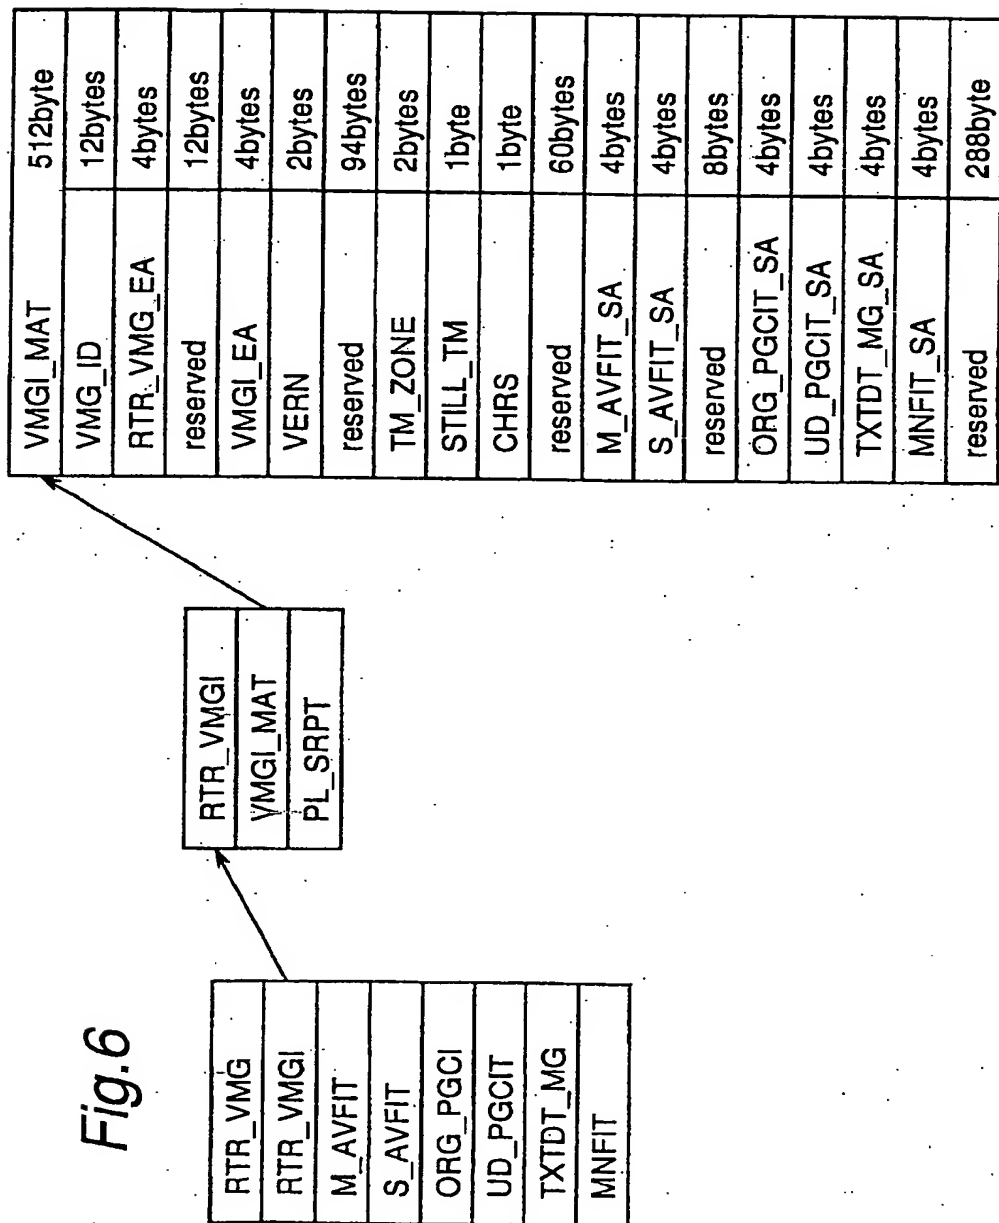 Fig.6
RTR_VMG
RTR_VMGI
M_AVFIT
S_AVFIT
ORG_PGCI
UD_PGCIT
TXTDT_MG
MNFIT
RTR_VMGI
VMGI_MAT
PL_SRPT
VMGI_MAT 512byte
VMG_ID 12bytes
RTR_VMG_EA 4bytes
reserved 12bytes
VMGI_EA 4bytes
VERN 2bytes
reserved 94bytes
TM_ZONE 2bytes
STILL_TM 1byte
CHRS 1byte
reserved 60bytes
M_AVFIT_SA 4bytes
S_AVFIT_SA 4bytes
reserved 8bytes
ORG_PGCIT_SA 4bytes
UD_PGCIT_SA 4bytes
TXTDT_MG_SA 4bytes
MNFIT_SA 4bytes
reserved 288byte